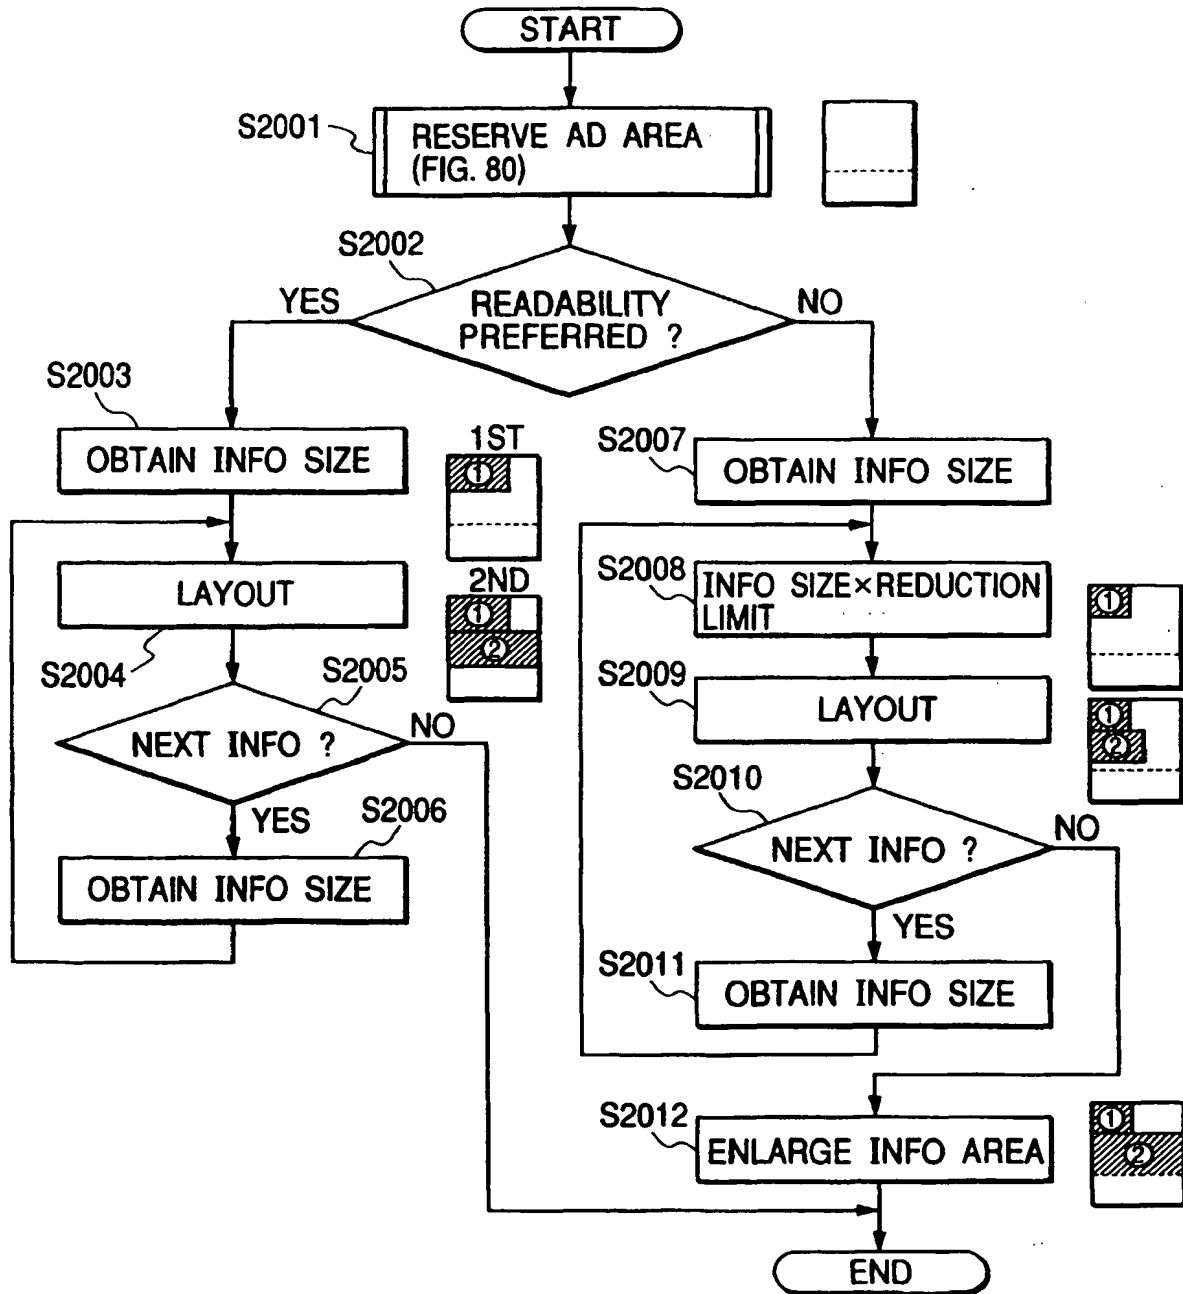 START
S2001
RESERVE AD AREA
(FIG. 80)
S2002
YES
READABILITY
PREFERRED ?
NO
S2003
OBTAIN INFO SIZE
1ST
①
S2007
OBTAIN INFO SIZE
LAYOUT
S2004
2ND
①
②
S2008
INFO SIZE×REDUCTION
LIMIT
①
S2005
NEXT INFO ?
NO
YES
S2009
LAYOUT
①
②
S2006
OBTAIN INFO SIZE
S2010
NEXT INFO ?
NO
YES
S2011
OBTAIN INFO SIZE
S2012
ENLARGE INFO AREA
①
②
END